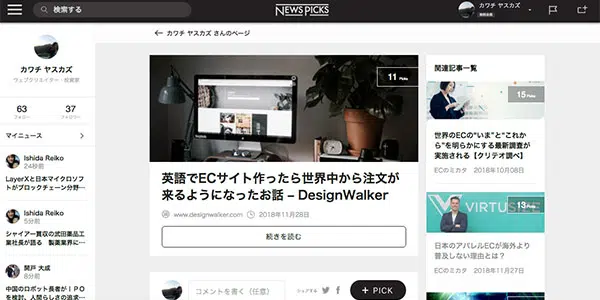 検索する
NEWSPICKS
カワチ ヤスカズ
← カワチ ヤスカズ さんのページ
カワチ ヤスカズ
ウェブクリエイター・投資家
63
37
フォロー
フォロワー
マイニュース
Ishida Reiko
24秒前
LayerXと日本マイクロソフ
トがブロックチェーン分野…
Ishida Reiko
5分前
シャイアー買収の武田薬品工
業社長が語る 製薬業界に…
関戸 大成
8分前
中国のロボット長者がIPO
を検討、人間らしさの追求…
11 Picks
英語でECサイト作ったら世界中から注文が
来るようになったお話 – DesignWalker
www.designwalker.com
2018年11月28日
続きを読む
コメントを書く（任意）
シェアする
+ PICK
関連記事一覧
15 Picks
世界のECの“いま”と“これか
ら”を明らかにする最新調査が
実施される【クリテオ調べ】
ECのミカタ 2018年10月08日
VIRTUSIZE
13 Picks
日本のアパレルECが海外より
普及しない理由とは？
ECのミカタ 2018年11月27日